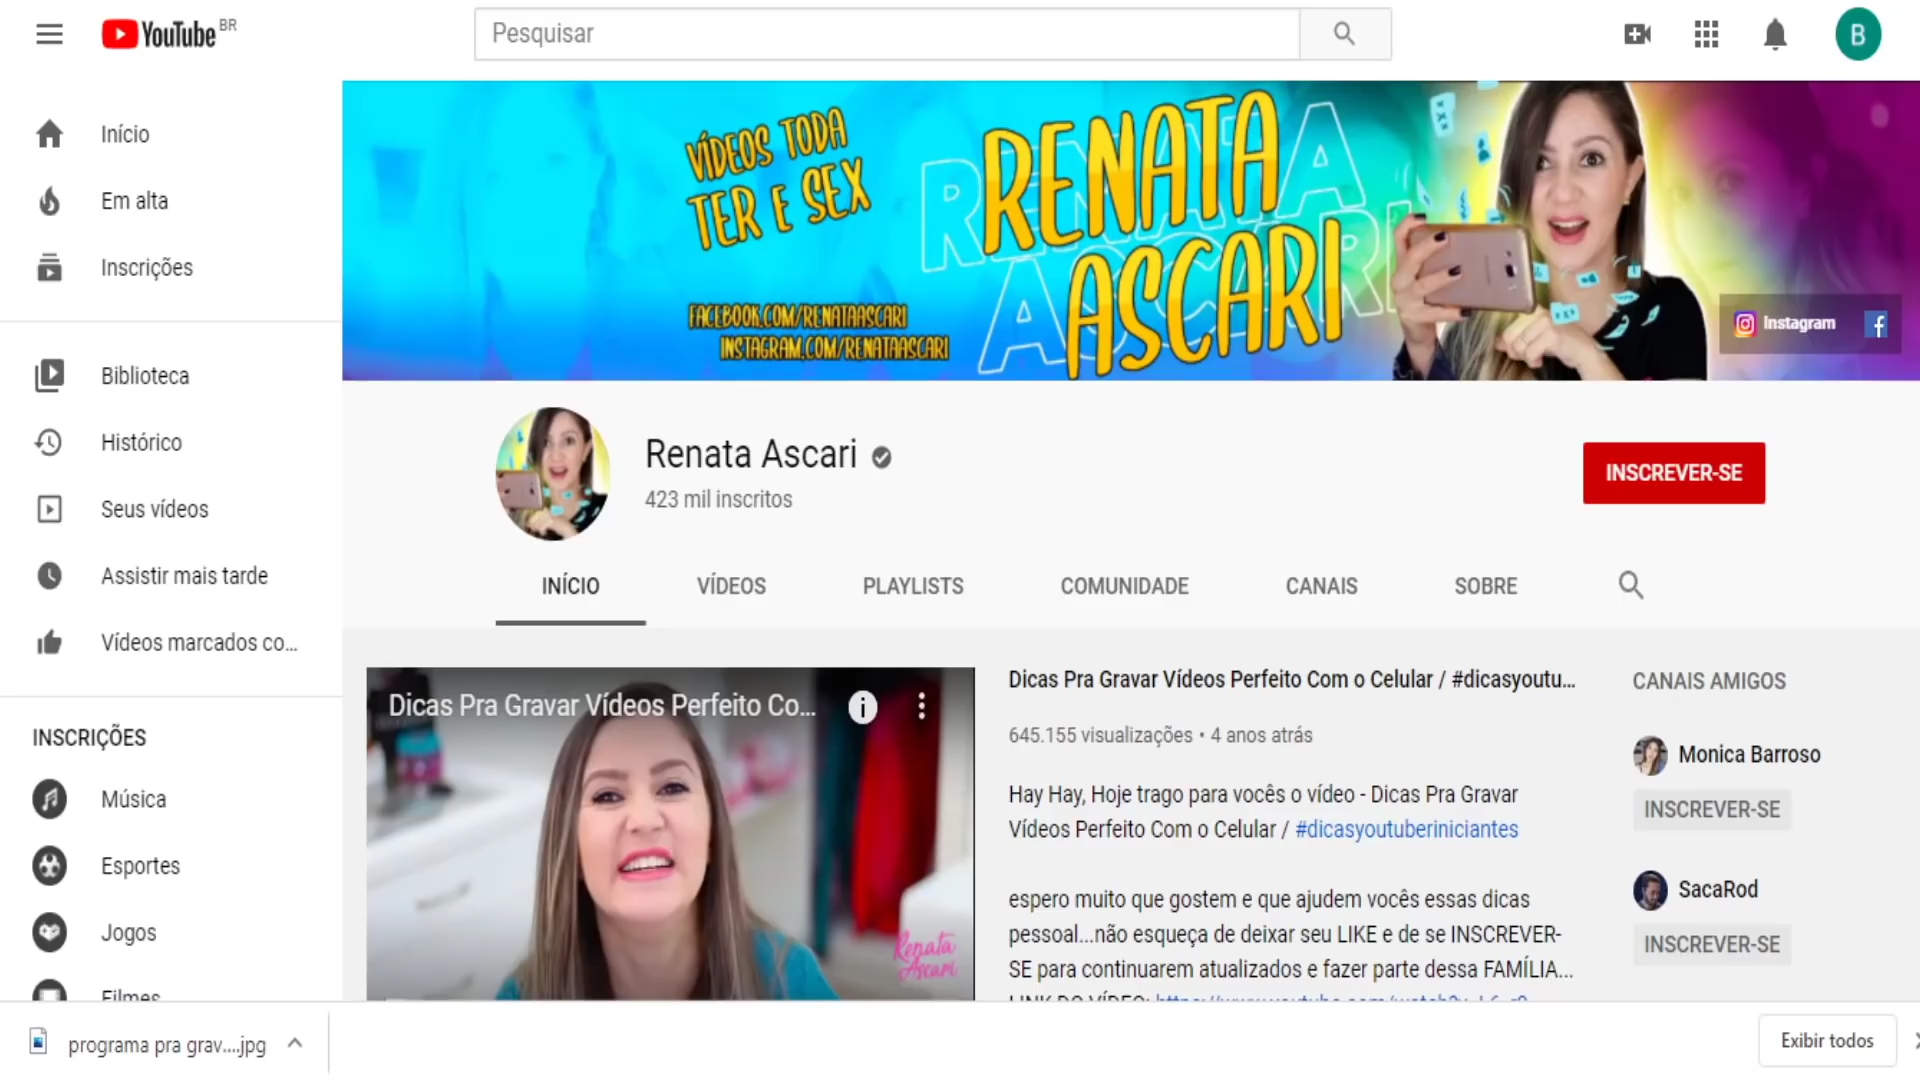 YouTube BR
Pesquisar
B
Início
Em alta
Inscrições
Biblioteca
Histórico
Seus vídeos
Assistir mais tarde
Vídeos marcados co...
INSCRIÇÕES
Música
Esportes
Jogos
Filmes
VÍDEOS TODA
TER E SEX
RENATA
ASCARI
RENATA
ASCARI
FACEBOOK.COM/RENATAASCARI
INSTAGRAM.COM/RENATAASCARI
Instagram
Renata Ascari
423 mil inscritos
INSCREVER-SE
INÍCIO VÍDEOS PLAYLISTS COMUNIDADE CANAIS SOBRE
Dicas Pra Gravar Vídeos Perfeito Co...
Renata
Ascari
Dicas Pra Gravar Vídeos Perfeito Com o Celular / #dicasyoutu...
645.155 visualizações • 4 anos atrás
Hay Hay, Hoje trago para vocês o vídeo - Dicas Pra Gravar
Vídeos Perfeito Com o Celular / #dicasyoutuberiniciantes
espero muito que gostem e que ajudem vocês essas dicas
pessoal...não esqueça de deixar seu LIKE e de se INSCREVER-
SE para continuarem atualizados e fazer parte dessa FAMÍLIA...
LINK DO VÍDEO:
CANAIS AMIGOS
Monica Barroso
INSCREVER-SE
SacaRod
INSCREVER-SE
programa pra grav....jpg
Exibir todos